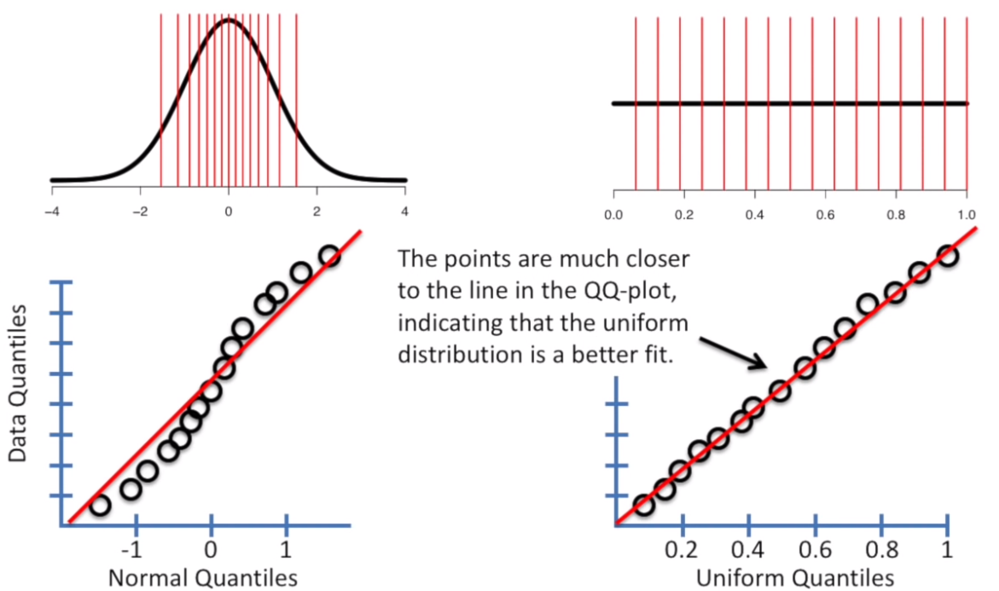 −4 −2 0 2 4
0.0 0.2 0.4 0.6 0.8 1.0
The points are much closer
to the line in the QQ-plot,
indicating that the uniform
distribution is a better fit.
Data Quantiles
-1 0 1
Normal Quantiles
0.2 0.4 0.6 0.8 1
Uniform Quantiles